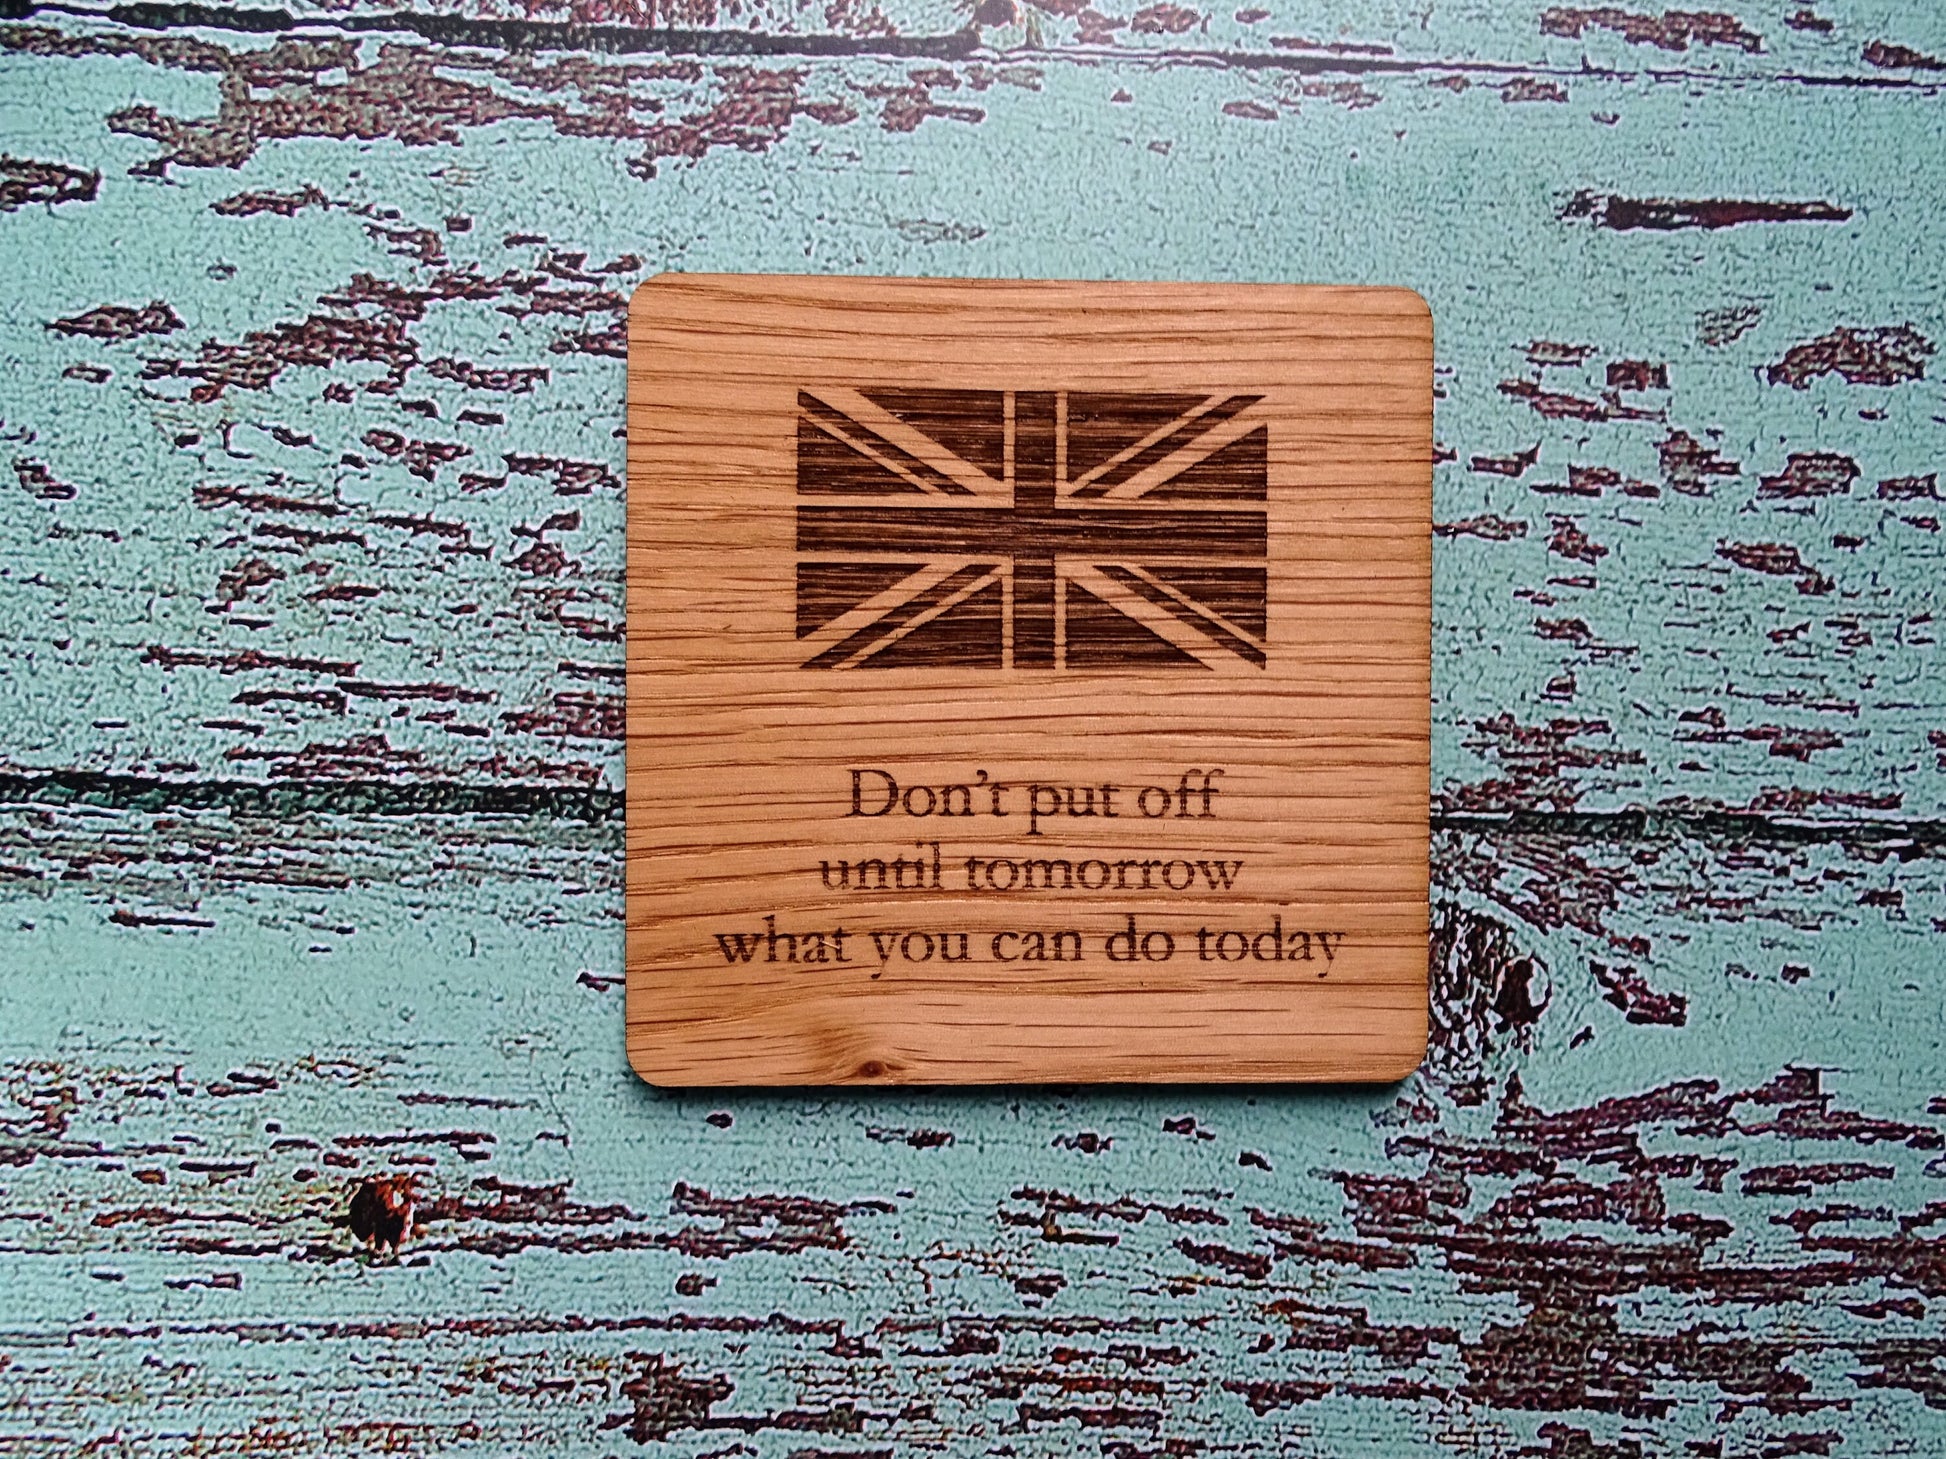 Don't put off
until tomorrow
what you can do today